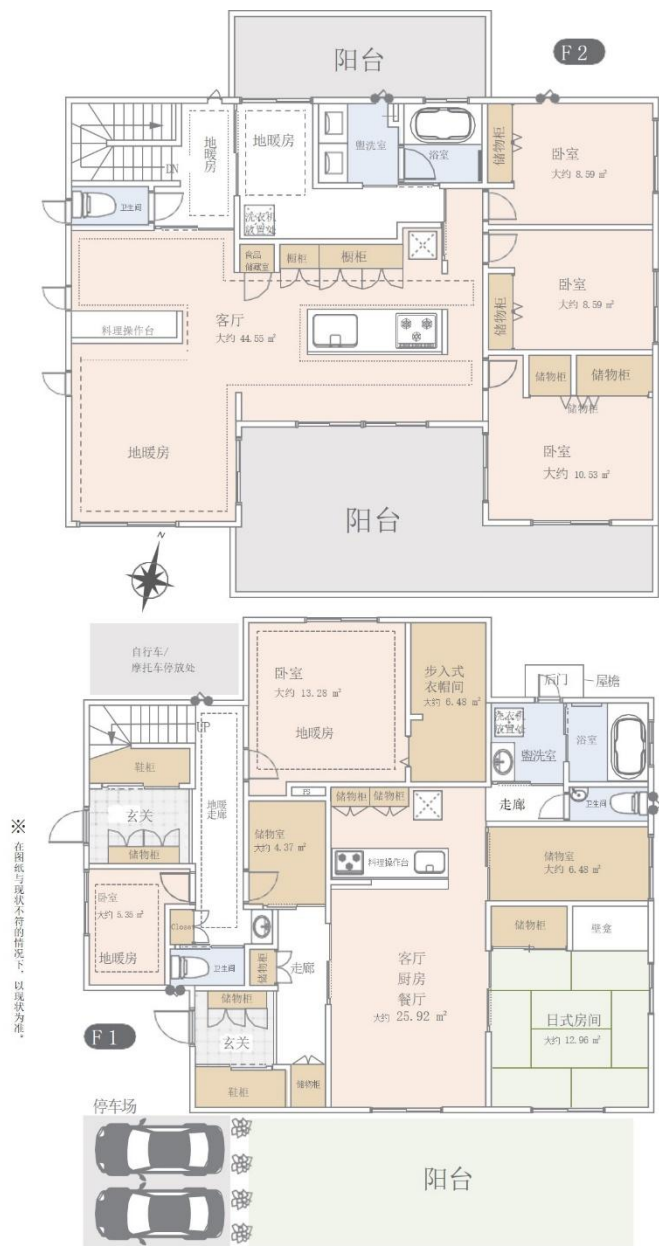 阳台
F2
DN
地暖房
地暖房
盥洗室
浴室
储物柜
卧室
大约 8.59 ㎡
卫生间
洗衣机
放置处
食品
储藏室
橱柜
橱柜
客厅
大约 44.55 ㎡
料理操作台
储物柜
卧室
大约 8.59 ㎡
储物柜
储物柜
储物柜
卧室
大约 10.53 ㎡
地暖房
阳台
N
自行车/
摩托车停放处
卧室
大约 13.28 ㎡
地暖房
步入式
衣帽间
大约 6.48 ㎡
后门
屋檐
洗衣机
放置处
盥洗室
浴室
UP
鞋柜
地暖
走廊
玄关
储物柜
PS
储物柜
储物柜
走廊
卫生间
储物室
大约 4.37 ㎡
料理操作台
储物室
大约 6.48 ㎡
卧室
大约 5.35 ㎡
地暖房
Closet
卫生间
储物柜
走廊
客厅
厨房
餐厅
大约 25.92 ㎡
储物柜
壁龛
日式房间
大约 12.96 ㎡
F1
储物柜
玄关
鞋柜
储物柜
停车场
阳台
※在图纸与现状不符的情况下，以现状为准。